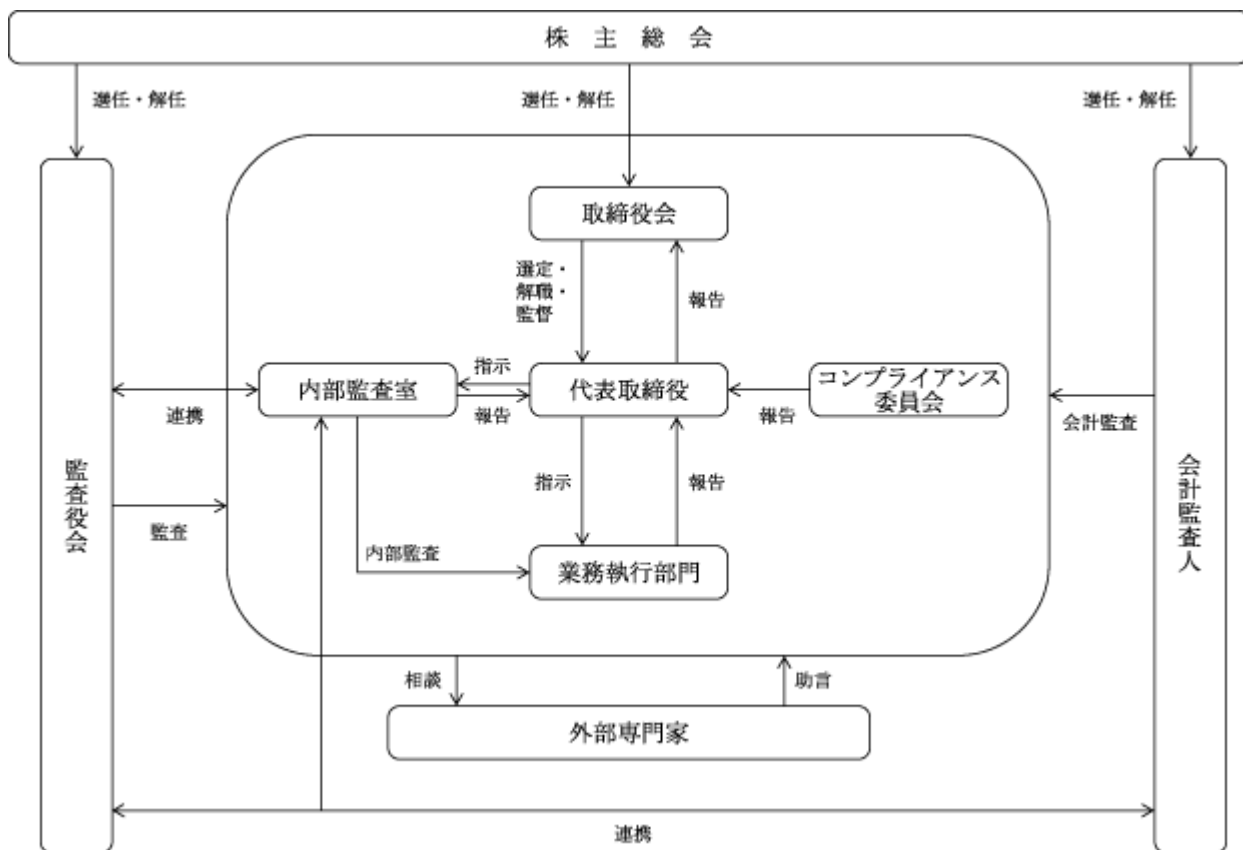 株主総会
選任・解任
選任・解任
選任・解任
取締役会
選定・
解職・
監督
報告
指示
内部監査室
代表取締役
コンプライアンス
委員会
連携
報告
報告
会計監査
監査役会
会計監査人
指示
報告
監査
内部監査
業務執行部門
相談
助言
外部専門家
連携